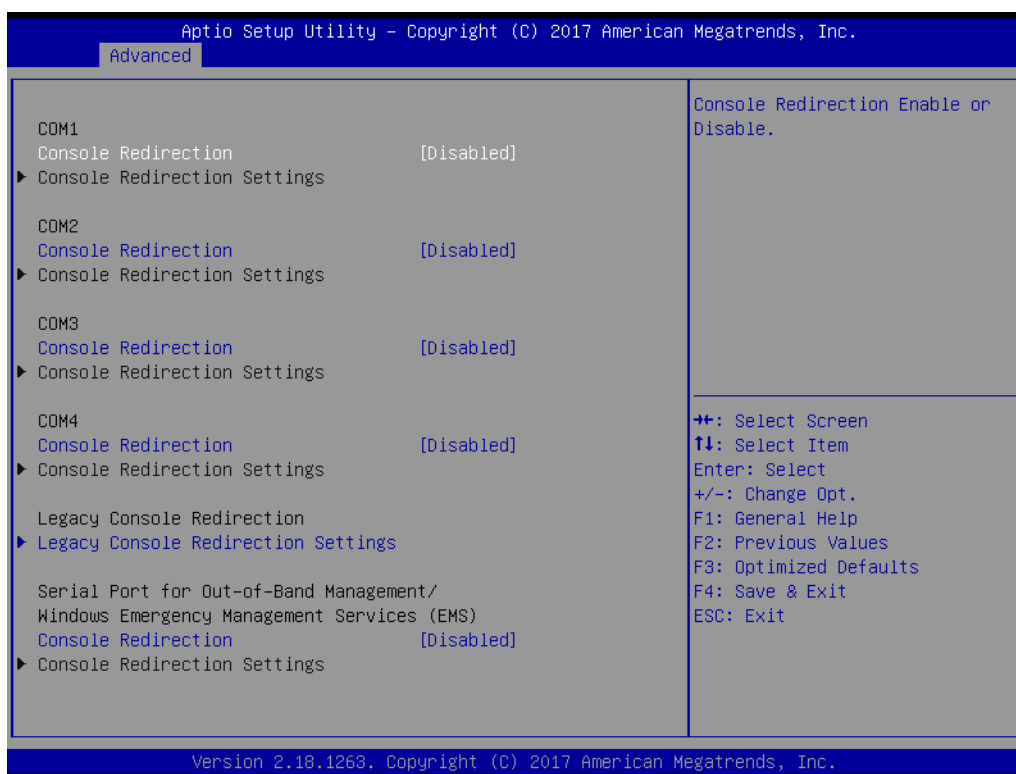 Aptio Setup Utility – Copyright (C) 2017 American Megatrends, Inc.
Advanced
COM1
Console Redirection [Disabled]
▶ Console Redirection Settings
COM2
Console Redirection [Disabled]
▶ Console Redirection Settings
COM3
Console Redirection [Disabled]
▶ Console Redirection Settings
COM4
Console Redirection [Disabled]
▶ Console Redirection Settings
Legacy Console Redirection
▶ Legacy Console Redirection Settings
Serial Port for Out-of-Band Management/
Windows Emergency Management Services (EMS)
Console Redirection [Disabled]
▶ Console Redirection Settings
Console Redirection Enable or
Disable.
→←: Select Screen
↑↓: Select Item
Enter: Select
+/-: Change Opt.
F1: General Help
F2: Previous Values
F3: Optimized Defaults
F4: Save & Exit
ESC: Exit
Version 2.18.1263. Copyright (C) 2017 American Megatrends, Inc.